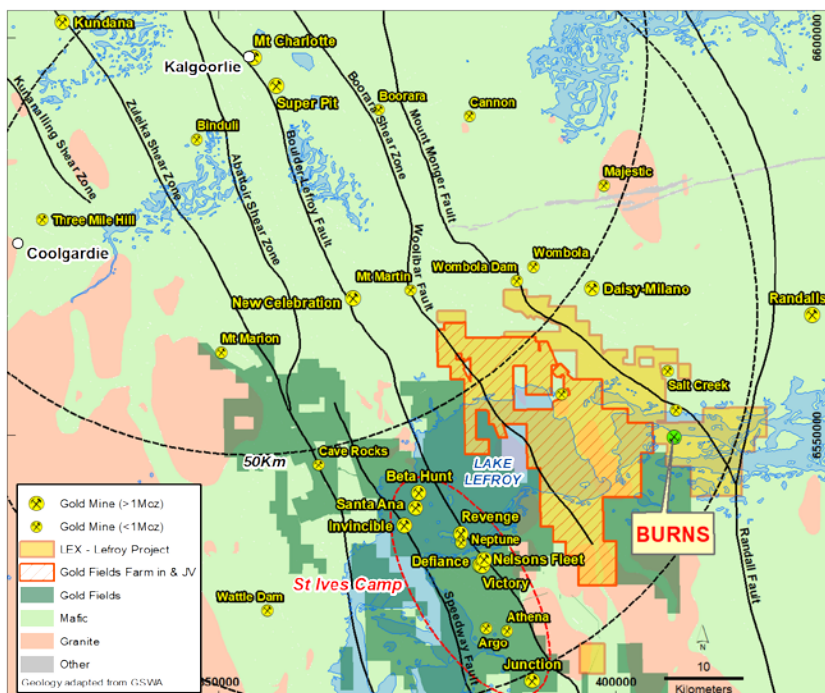 Kundana
Mt Charlotte
Kalgoorlie
Super Pit
Boorara
Cannon
6600000
Kunanalling Shear Zone
Zuleika Shear Zone
Binduli
Abattoir Shear Zone
Boulder Lefroy Fault
Boorara Shear Zone
Mount Monger Fault
Majestic
Three Mile Hill
Coolgardie
Woolibar Fault
Wombola
Wombola Dam
Mt Martin
Daisy-Milano
New Celebration
Randalls
Mt Marion
Salt Creek
50Km
Cave Rocks
LAKE
LEFROY
6550000
Beta Hunt
Santa Ana
Invincible
Revenge
Neptune
BURNS
Defiance
Nelsons Fleet
Victory
St Ives Camp
Speedway Fault
Randall Fault
Wattle Dam
Athena
Argo
Junction
Gold Mine (>1Moz)
Gold Mine (<1Moz)
LEX - Lefroy Project
Gold Fields Farm in & JV
Gold Fields
Mafic
Granite
Other
Geology adapted from GSWA
350000
400000
N
10
Kilometers